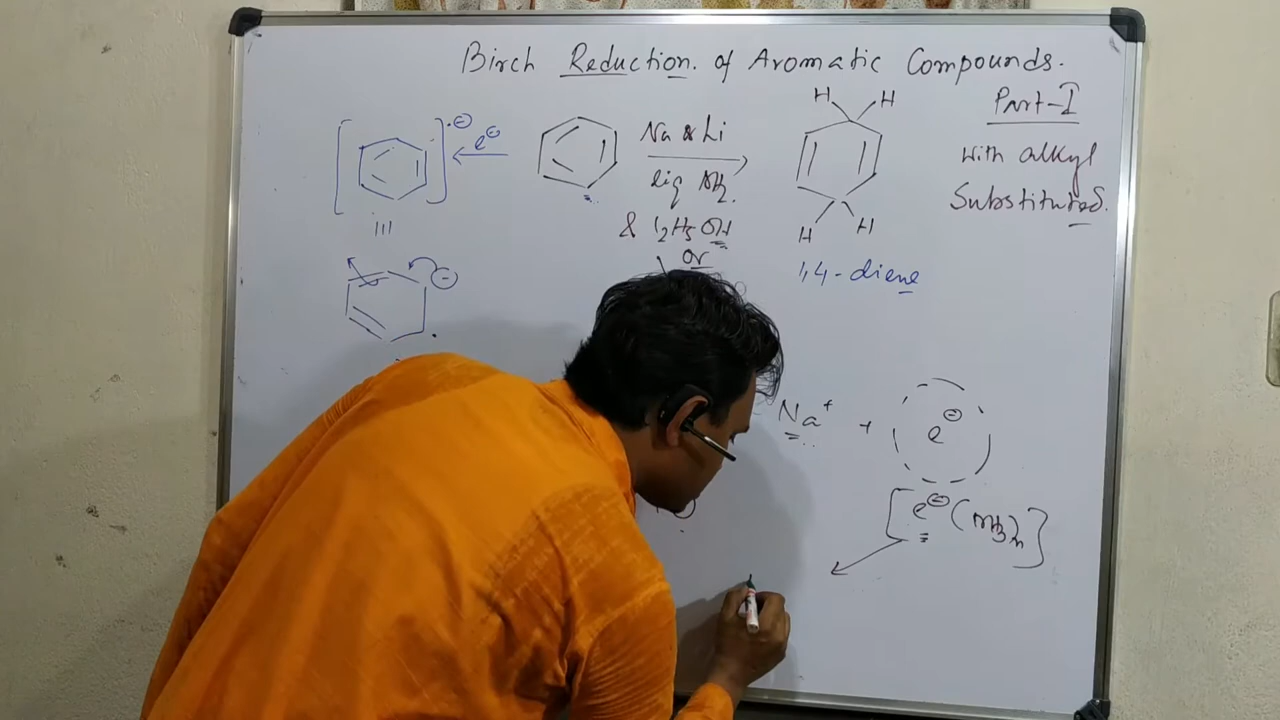 Birch Reduction of Aromatic Compounds.
Part-I
With alkyl
Substituted.
e⊖
Na & Li
liq NH3.
& C2H5OH
or
H H
H H
1,4-diene
Na+ + e⊖
[e⊖(NH3)n]